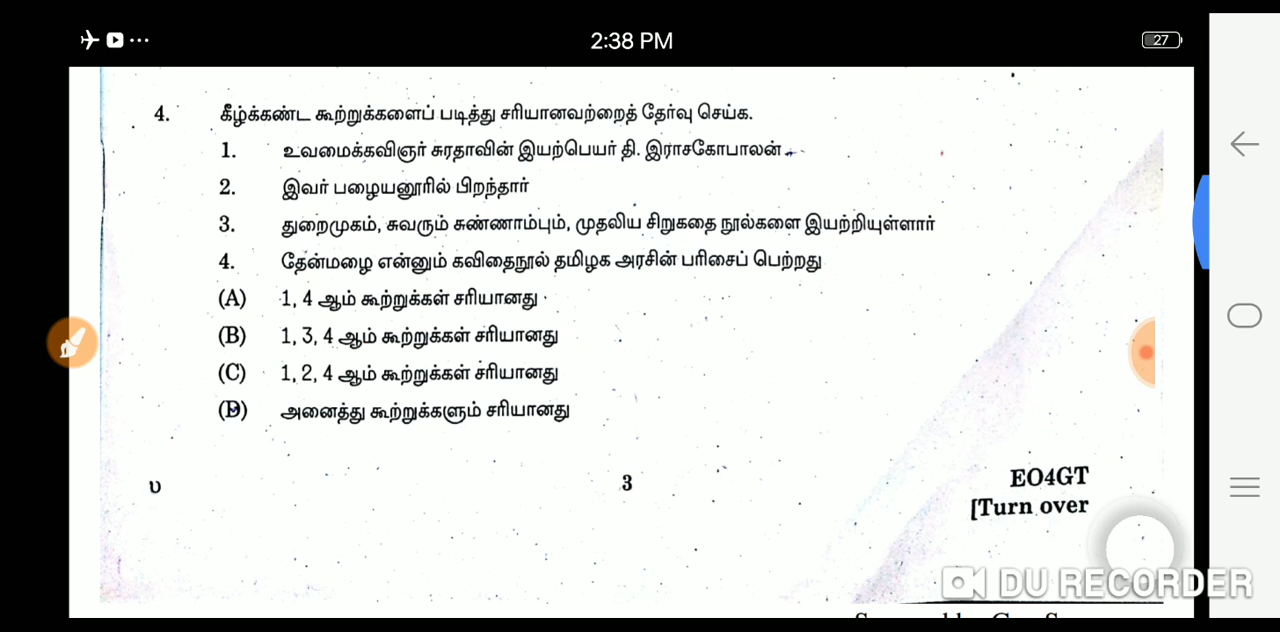 2:38 PM
27
4. கீழ்க்கண்ட கூற்றுக்களைப் படித்து சரியானவற்றைத் தேர்வு செய்க.
1. உவமைக்கவிஞர் சுரதாவின் இயற்பெயர் தி. இராசகோபாலன்
2. இவர் பழையனூரில் பிறந்தார்
3. துறைமுகம், சுவரும் சுண்ணாம்பும், முதலிய சிறுகதை நூல்களை இயற்றியுள்ளார்
4. தேன்மழை என்னும் கவிதைநூல் தமிழக அரசின் பரிசைப் பெற்றது
(A) 1, 4 ஆம் கூற்றுக்கள் சரியானது
(B) 1, 3, 4 ஆம் கூற்றுக்கள் சரியானது
(C) 1, 2, 4 ஆம் கூற்றுக்கள் சரியானது
(D) அனைத்து கூற்றுக்களும் சரியானது
υ 3 EO4GT
[Turn over
DU RECORDER